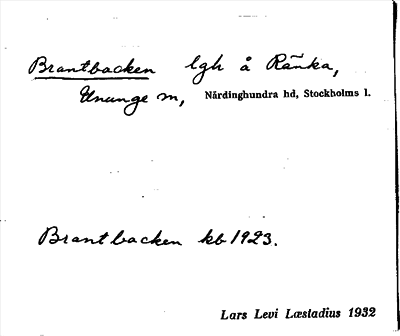 Brantbacken lgh å Ränka,
Ununge sn, Närdinghundra hd, Stockholms l.
Brantbacken kb 1923.
Lars Levi Læstadius 1932